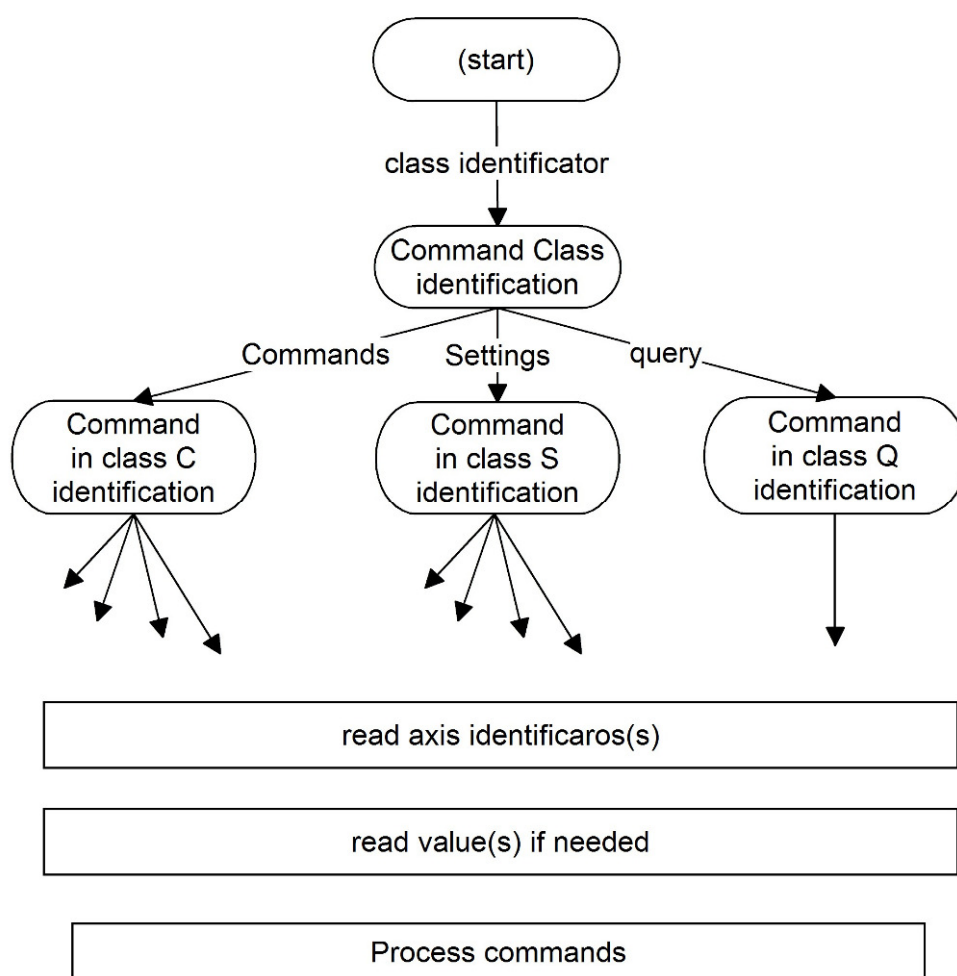 (start)
class identificator
Command Class
identification
Commands
Settings
query
Command
in class C
identification
Command
in class S
identification
Command
in class Q
identification
read axis identificaros(s)
read value(s) if needed
Process commands